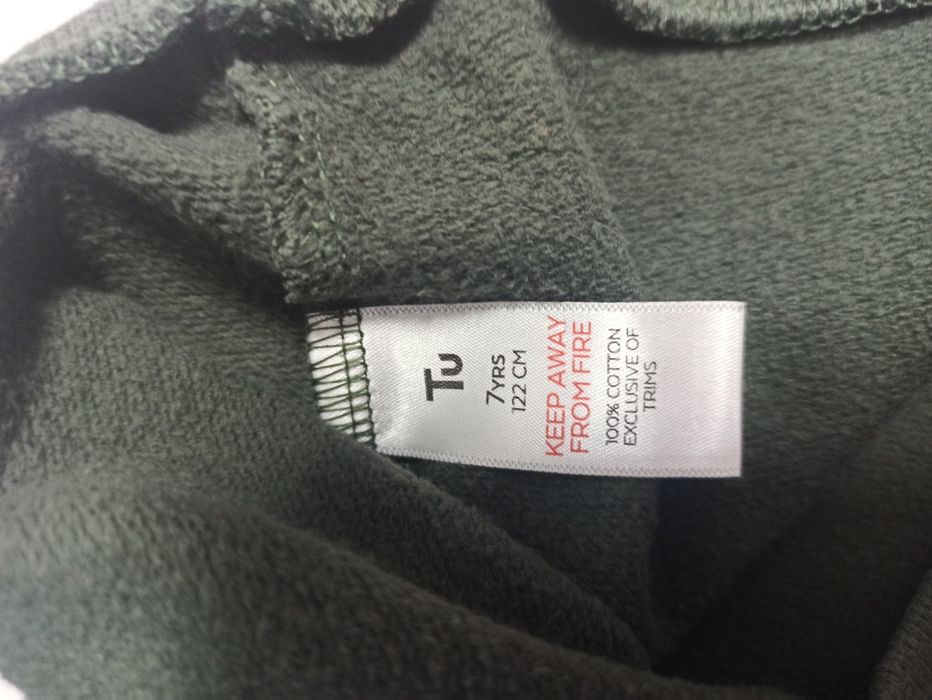 Tu
7YRS
122 CM
KEEP AWAY
FROM FIRE
100% COTTON
EXCLUSIVE OF
TRIMS